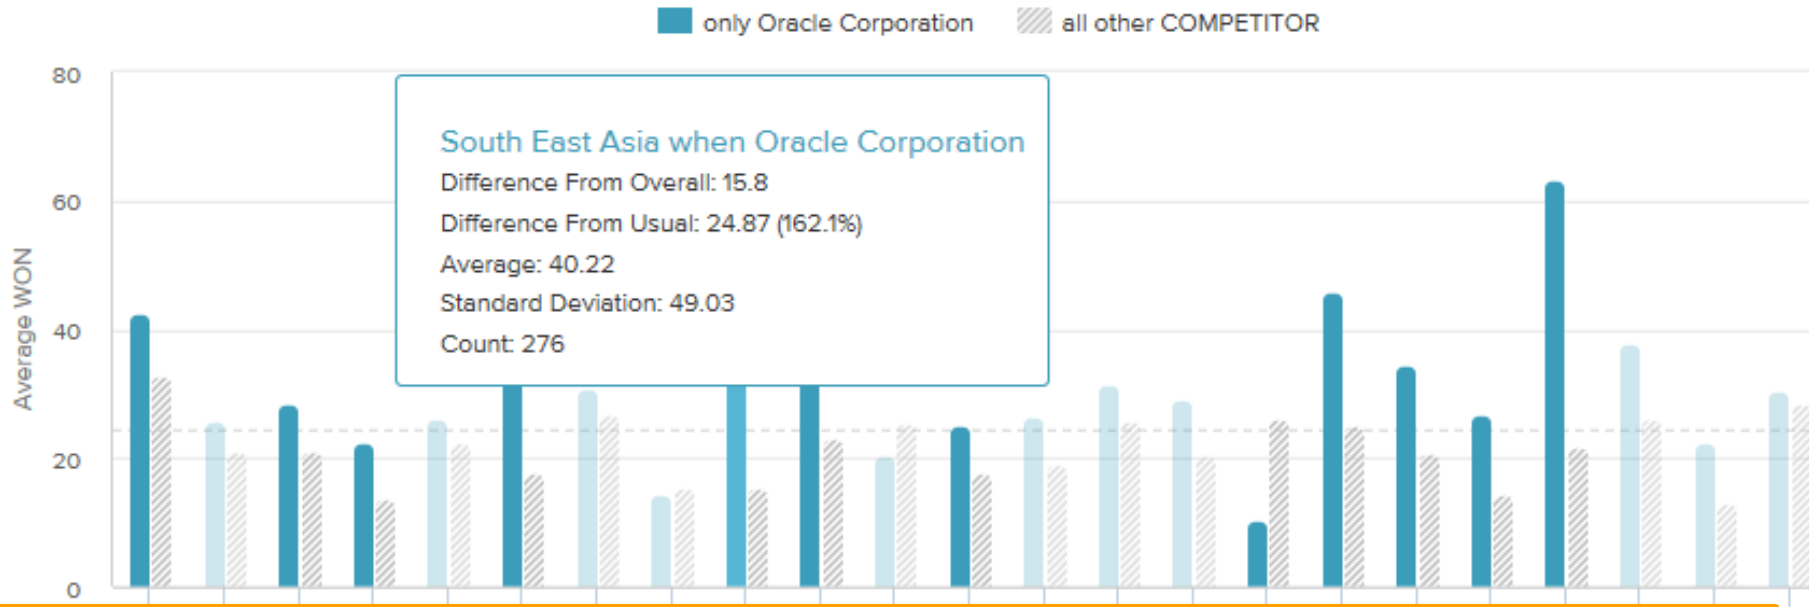 only Oracle Corporation
all other COMPETITOR
80
60
40
20
0
Average WON
South East Asia when Oracle Corporation
Difference From Overall: 15.8
Difference From Usual: 24.87 (162.1%)
Average: 40.22
Standard Deviation: 49.03
Count: 276